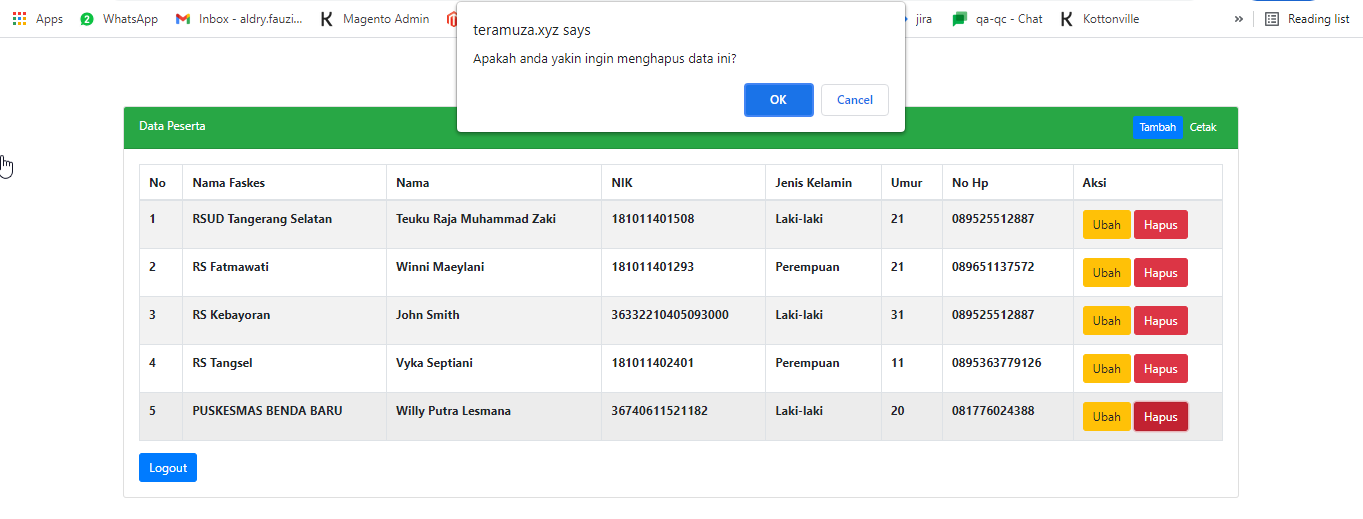 Apps 2 WhatsApp Inbox - aldry.fauzi... Magento Admin jira qa-qc - Chat Kottonville » Reading list
teramuza.xyz says
Apakah anda yakin ingin menghapus data ini?
OK Cancel
Data Peserta Tambah Cetak
No Nama Faskes Nama NIK Jenis Kelamin Umur No Hp Aksi
1 RSUD Tangerang Selatan Teuku Raja Muhammad Zaki 181011401508 Laki-laki 21 089525512887 Ubah Hapus
2 RS Fatmawati Winni Maeylani 181011401293 Perempuan 21 089651137572 Ubah Hapus
3 RS Kebayoran John Smith 36332210405093000 Laki-laki 31 089525512887 Ubah Hapus
4 RS Tangsel Vyka Septiani 181011402401 Perempuan 11 0895363779126 Ubah Hapus
5 PUSKESMAS BENDA BARU Willy Putra Lesmana 36740611521182 Laki-laki 20 081776024388 Ubah Hapus
Logout